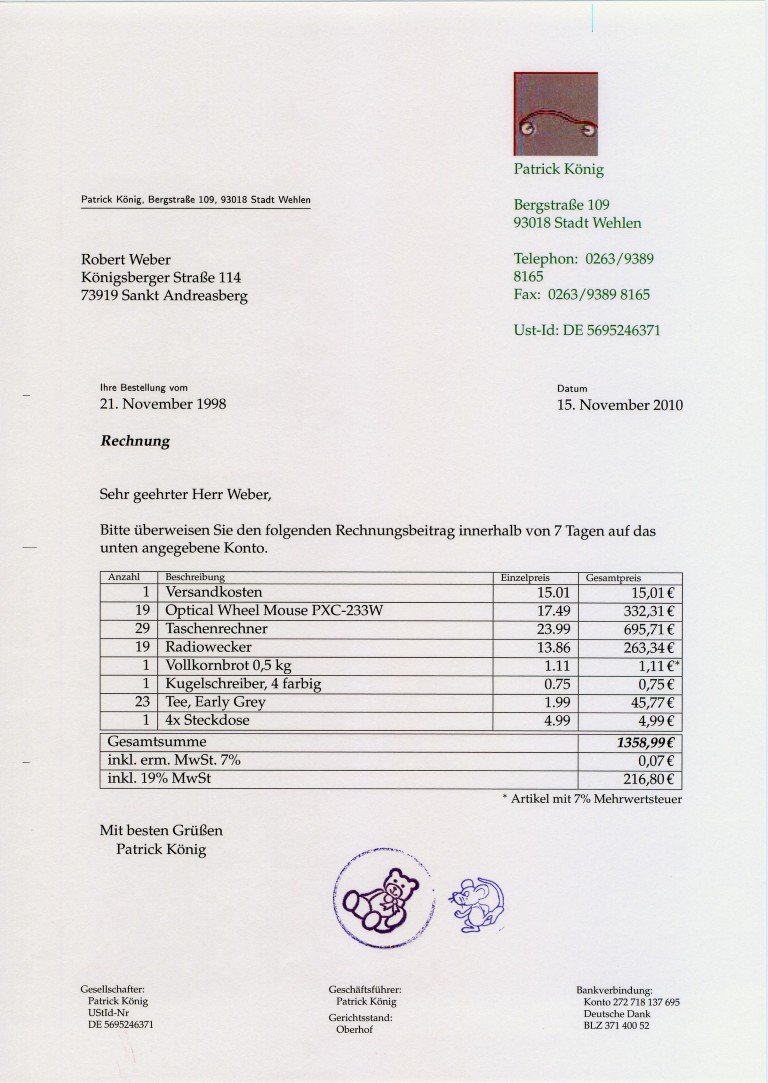 Patrick König
Patrick König, Bergstraße 109, 93018 Stadt Wehlen
Bergstraße 109
93018 Stadt Wehlen
Robert Weber
Königsberger Straße 114
73919 Sankt Andreasberg
Telephon: 0263/9389
8165
Fax: 0263/9389 8165
Ust-Id: DE 5695246371
Ihre Bestellung vom
21. November 1998
Datum
15. November 2010
Rechnung
Sehr geehrter Herr Weber,
Bitte überweisen Sie den folgenden Rechnungsbeitrag innerhalb von 7 Tagen auf das
unten angegebene Konto.
Anzahl Beschreibung Einzelpreis Gesamtpreis
1 Versandkosten 15.01 15,01 €
19 Optical Wheel Mouse PXC-233W 17.49 332,31 €
29 Taschenrechner 23.99 695,71 €
19 Radiowecker 13.86 263,34 €
1 Vollkornbrot 0,5 kg 1.11 1,11 €*
1 Kugelschreiber, 4 farbig 0.75 0,75 €
23 Tee, Early Grey 1.99 45,77 €
1 4x Steckdose 4.99 4,99 €
Gesamtsumme 1358,99 €
inkl. erm. MwSt. 7% 0,07 €
inkl. 19% MwSt 216,80 €
* Artikel mit 7% Mehrwertsteuer
Mit besten Grüßen
Patrick König
Gesellschafter:
Patrick König
UStId-Nr
DE 5695246371
Geschäftsführer:
Patrick König
Gerichtsstand:
Oberhof
Bankverbindung:
Konto 272 718 137 695
Deutsche Dank
BLZ 371 400 52